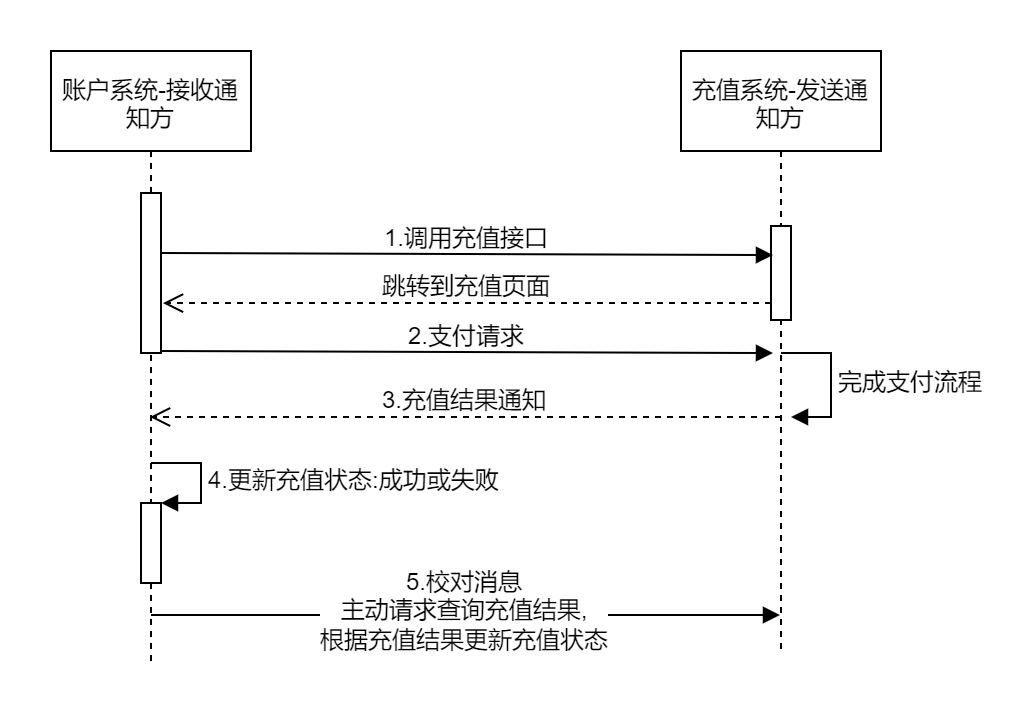 账户系统-接收通
知方
充值系统-发送通
知方
1.调用充值接口
跳转到充值页面
2.支付请求
完成支付流程
3.充值结果通知
4.更新充值状态:成功或失败
5.校对消息
主动请求查询充值结果,
根据充值结果更新充值状态